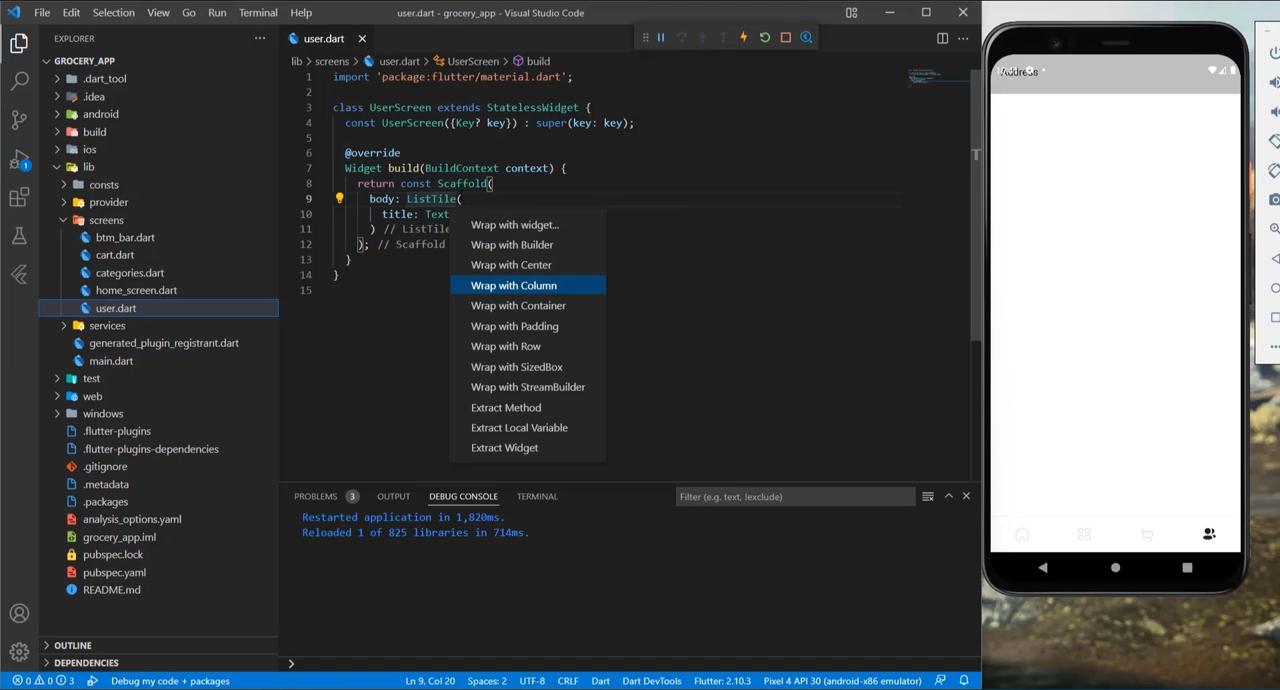 File Edit Selection View Go Run Terminal Help
user.dart - grocery_app - Visual Studio Code
EXPLORER
GROCERY_APP
.dart_tool
.idea
android
build
ios
lib
consts
provider
screens
btm_bar.dart
cart.dart
categories.dart
home_screen.dart
user.dart
services
generated_plugin_registrant.dart
main.dart
test
web
windows
.flutter-plugins
.flutter-plugins-dependencies
.gitignore
.metadata
.packages
analysis_options.yaml
grocery_app.iml
pubspec.lock
pubspec.yaml
README.md
OUTLINE
DEPENDENCIES
1
user.dart
lib > screens > user.dart > UserScreen > build
1 import 'package:flutter/material.dart';
2
3 class UserScreen extends StatelessWidget {
4 const UserScreen({Key? key}) : super(key: key);
5
6 @override
7 Widget build(BuildContext context) {
8 return const Scaffold(
9 body: ListTile(
10 title: Text
11 ) // ListTile
12 ); // Scaffold
13 }
14 }
15
Wrap with widget...
Wrap with Builder
Wrap with Center
Wrap with Column
Wrap with Container
Wrap with Padding
Wrap with Row
Wrap with SizedBox
Wrap with StreamBuilder
Extract Method
Extract Local Variable
Extract Widget
PROBLEMS 3 OUTPUT DEBUG CONSOLE TERMINAL
Filter (e.g. text, !exclude)
Restarted application in 1,820ms.
Reloaded 1 of 825 libraries in 714ms.
0 0 3 Debug my code + packages
Ln 9, Col 20 Spaces: 2 UTF-8 CRLF Dart Dart DevTools Flutter: 2.10.3 Pixel 4 API 30 (android-x86 emulator)
Address